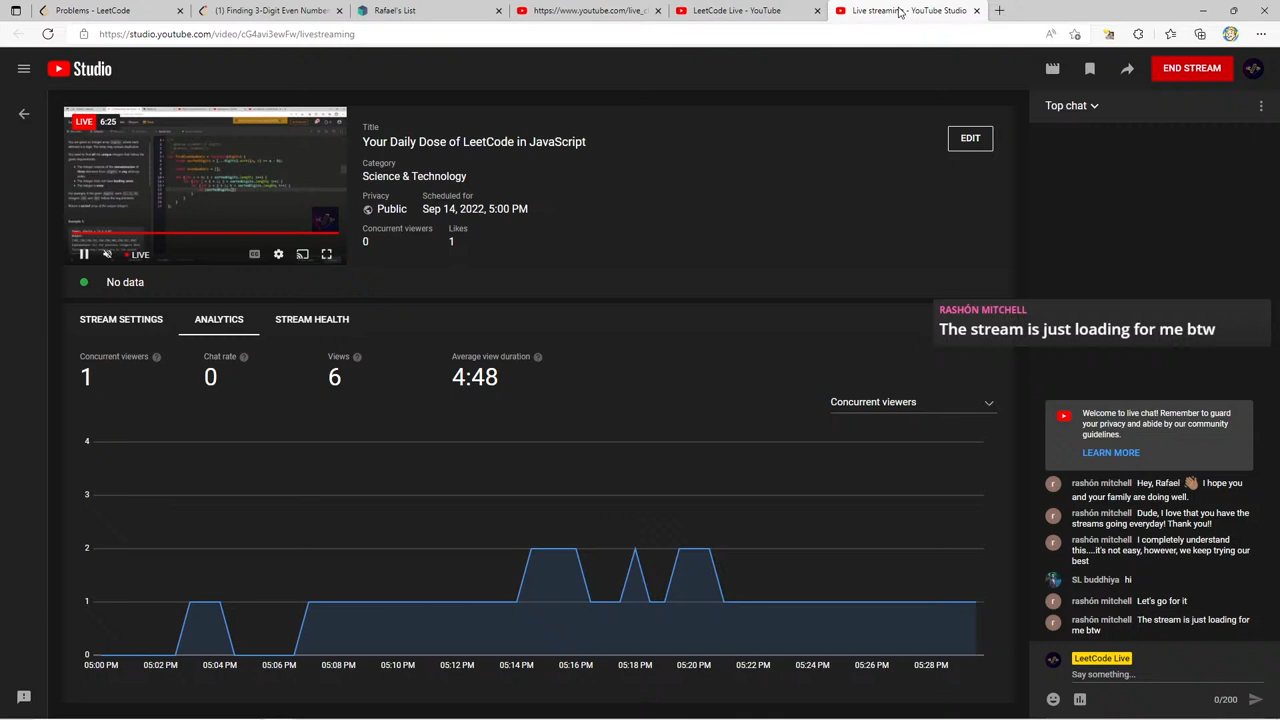 Problems - LeetCode
(1) Finding 3-Digit Even Number
Rafael's List
https://www.youtube.com/live_c
LeetCode Live - YouTube
Live streaming - YouTube Studio
https://studio.youtube.com/video/cG4avi3ewFw/livestreaming
Studio
END STREAM
LIVE 6:25
LIVE
Title
Your Daily Dose of LeetCode in JavaScript
EDIT
Category
Science & Technology
Privacy
Public
Scheduled for
Sep 14, 2022, 5:00 PM
Concurrent viewers
0
Likes
1
No data
STREAM SETTINGS
ANALYTICS
STREAM HEALTH
Concurrent viewers
1
Chat rate
0
Views
6
Average view duration
4:48
Concurrent viewers
4
3
2
1
0
05:00 PM 05:02 PM 05:04 PM 05:06 PM 05:08 PM 05:10 PM 05:12 PM 05:14 PM 05:16 PM 05:18 PM 05:20 PM 05:22 PM 05:24 PM 05:26 PM 05:28 PM
RASHÓN MITCHELL
The stream is just loading for me btw
Top chat
Welcome to live chat! Remember to guard
your privacy and abide by our community
guidelines.
LEARN MORE
rashón mitchell Hey, Rafael 👋🏽 I hope you
and your family are doing well.
rashón mitchell Dude, I love that you have the
streams going everyday! Thank you!!
rashón mitchell I completely understand
this....it's not easy, however, we keep trying our
best
SL buddhiya hi
rashón mitchell Let's go for it
rashón mitchell The stream is just loading for
me btw
LeetCode Live
Say something...
0/200